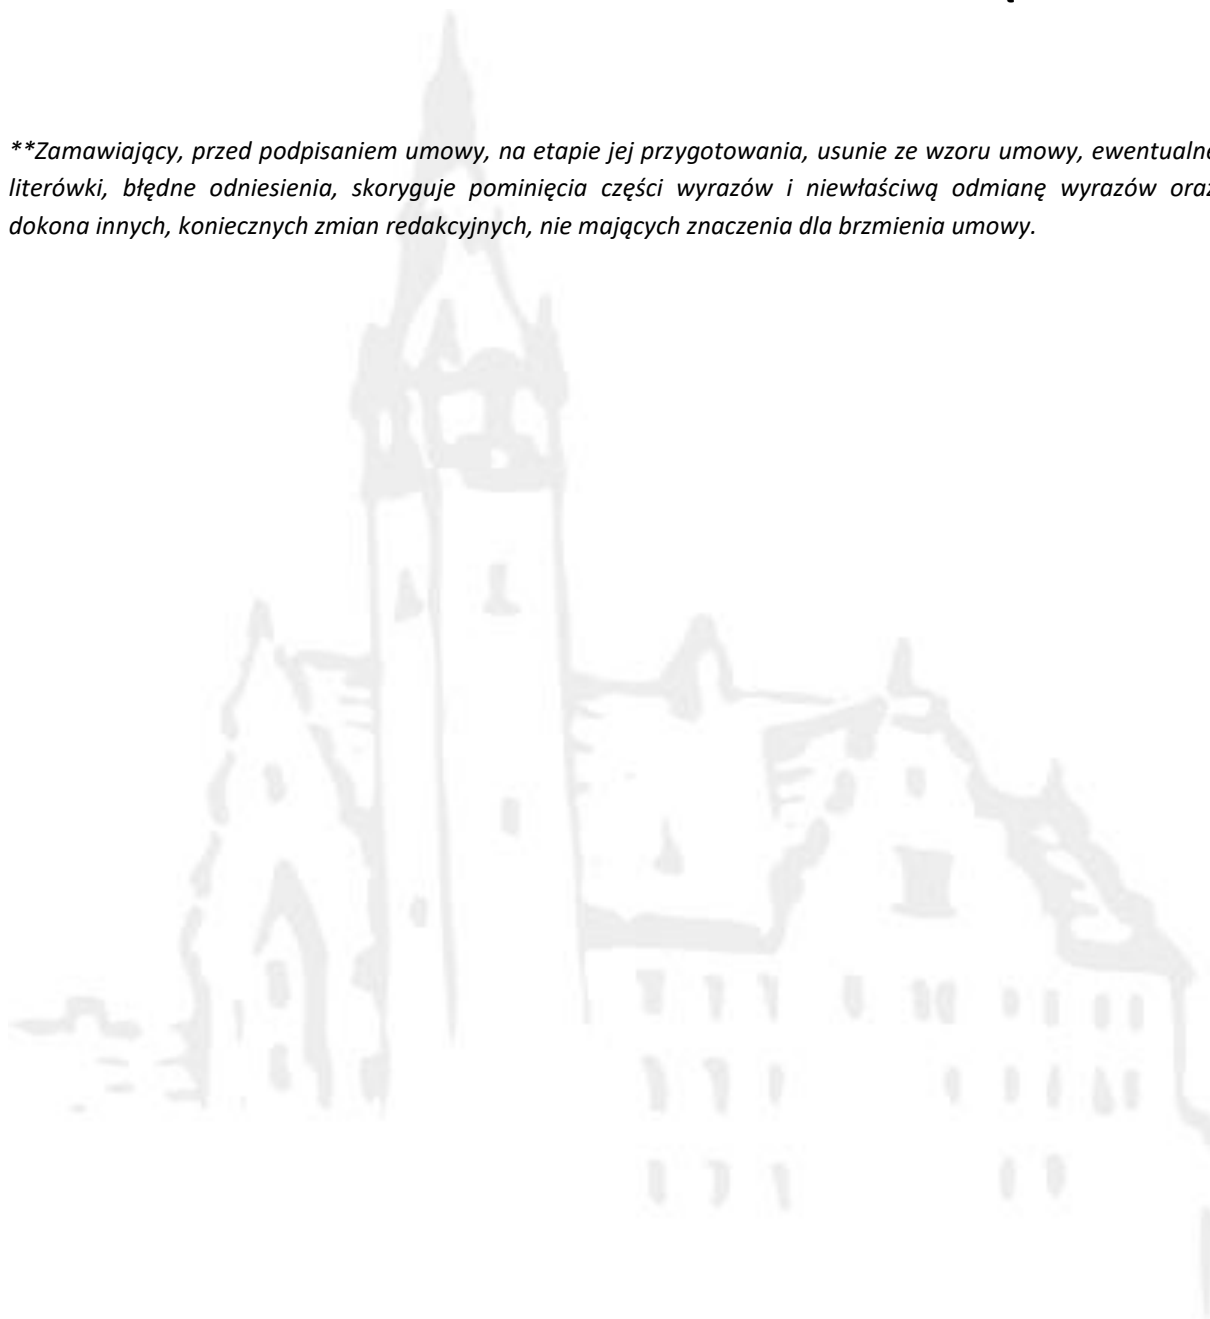 **Zamawiający, przed podpisaniem umowy, na etapie jej przygotowania, usunie ze wzoru umowy, ewentualne
literówki, błędne odniesienia, skoryguje pominięcia części wyrazów i niewłaściwą odmianę wyrazów oraz
dokona innych, koniecznych zmian redakcyjnych, nie mających znaczenia dla brzmienia umowy.